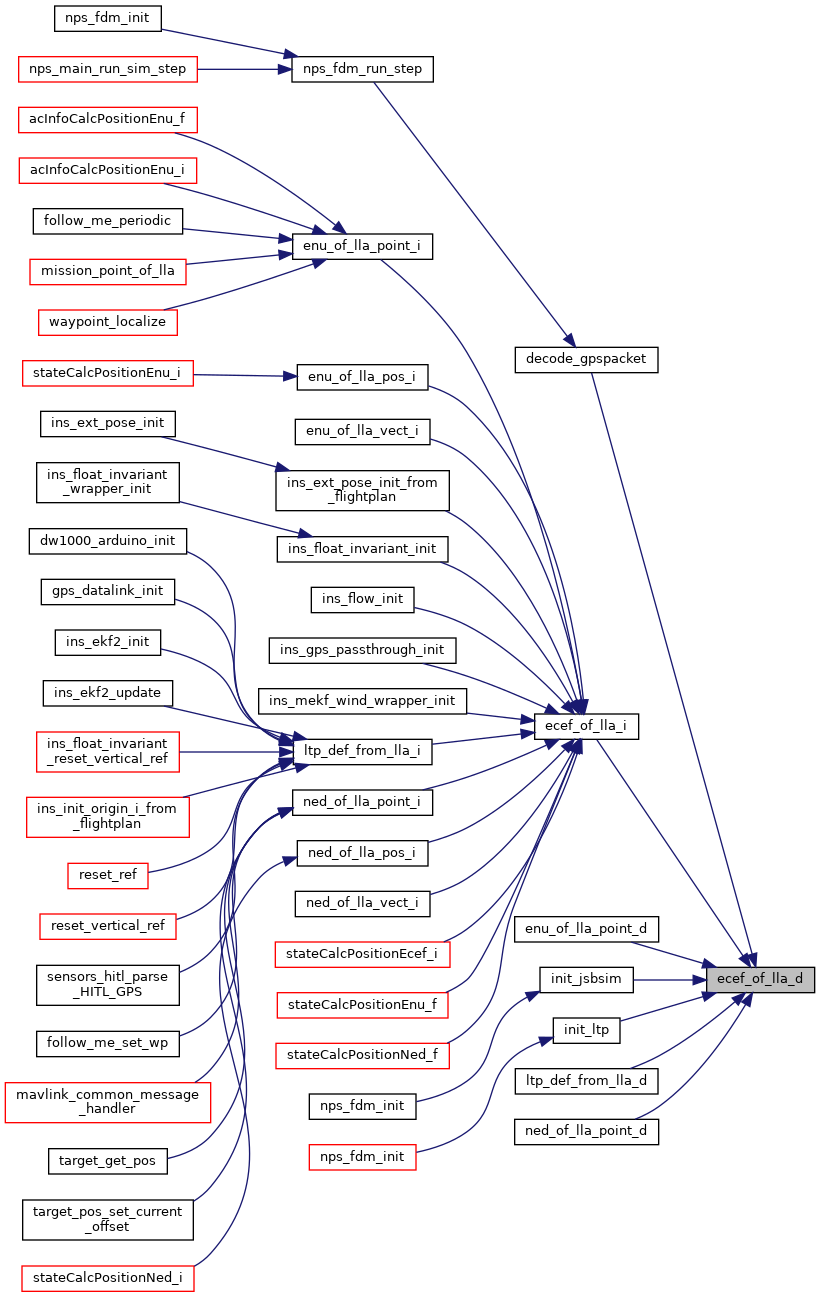 nps_fdm_init
nps_main_run_sim_step
nps_fdm_run_step
acInfoCalcPositionEnu_f
acInfoCalcPositionEnu_i
follow_me_periodic
mission_point_of_lla
waypoint_localize
enu_of_lla_point_i
decode_gpspacket
stateCalcPositionEnu_i
enu_of_lla_pos_i
ins_ext_pose_init
enu_of_lla_vect_i
ins_float_invariant
_wrapper_init
ins_ext_pose_init_from
_flightplan
dw1000_arduino_init
ins_float_invariant_init
gps_datalink_init
ins_flow_init
ins_ekf2_init
ins_gps_passthrough_init
ins_ekf2_update
ins_mekf_wind_wrapper_init
ecef_of_lla_i
ins_float_invariant
_reset_vertical_ref
ltp_def_from_lla_i
ins_init_origin_i_from
_flightplan
ned_of_lla_point_i
reset_ref
ned_of_lla_pos_i
reset_vertical_ref
ned_of_lla_vect_i
enu_of_lla_point_d
stateCalcPositionEcef_i
sensors_hitl_parse
_HITL_GPS
init_jsbsim
ecef_of_lla_d
stateCalcPositionEnu_f
init_ltp
follow_me_set_wp
stateCalcPositionNed_f
ltp_def_from_lla_d
mavlink_common_message
_handler
nps_fdm_init
ned_of_lla_point_d
target_get_pos
nps_fdm_init
target_pos_set_current
_offset
stateCalcPositionNed_i